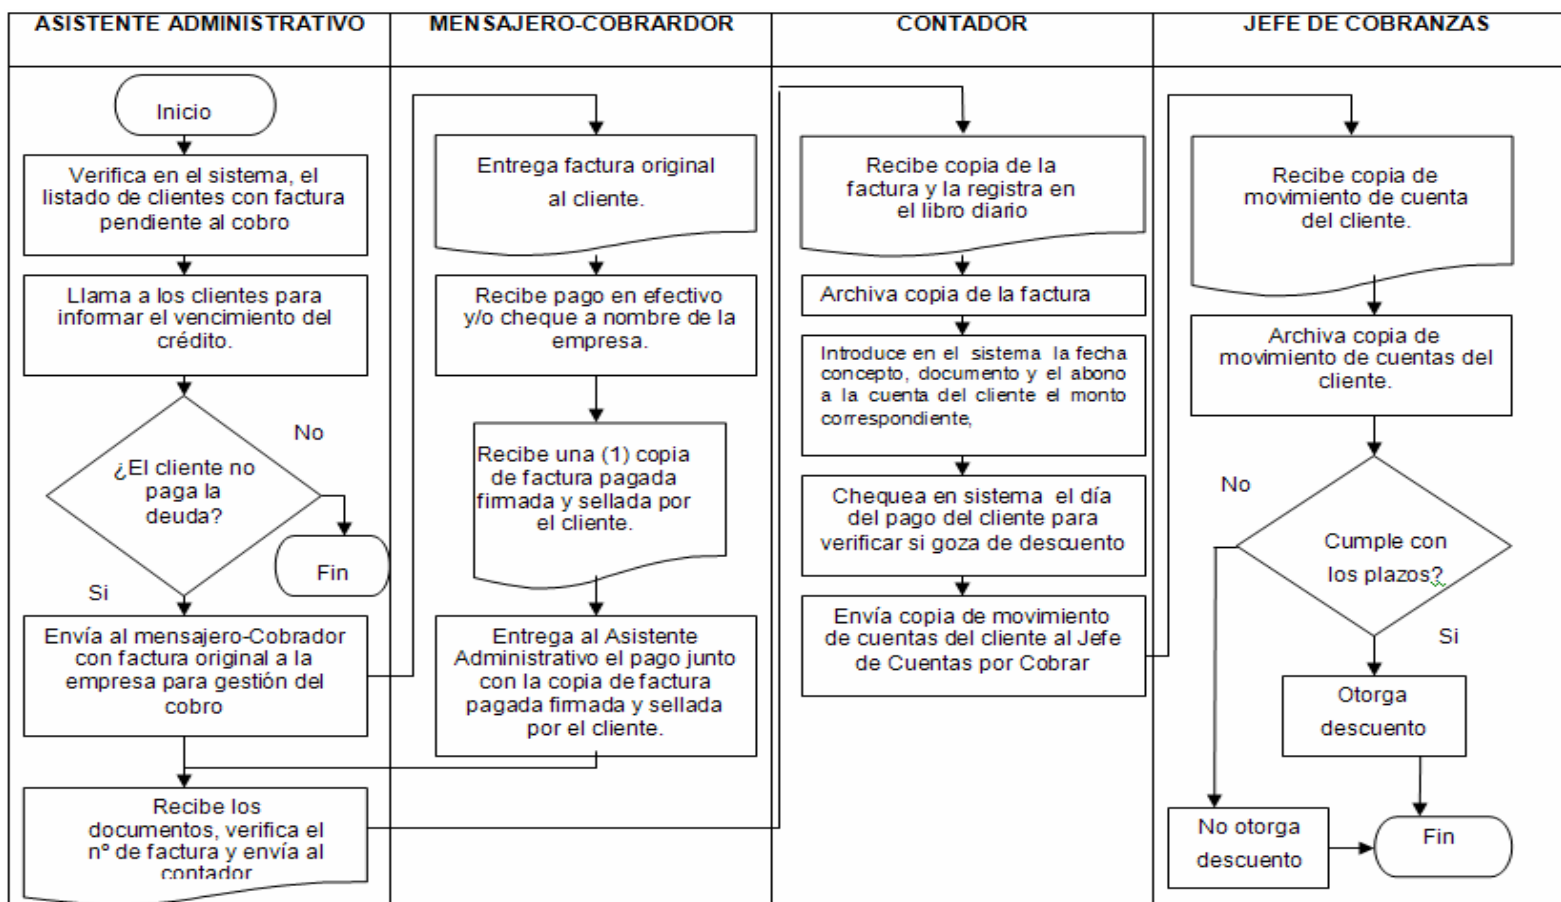 ASISTENTE ADMINISTRATIVO
MENSAJERO-COBRARDOR
CONTADOR
JEFE DE COBRANZAS
Inicio
Verifica en el sistema, el
listado de clientes con factura
pendiente al cobro
Llama a los clientes para
informar el vencimiento del
crédito.
No
¿El cliente no
paga la
deuda?
Fin
Si
Envía al mensajero-Cobrador
con factura original a la
empresa para gestión del
cobro
Recibe los
documentos, verifica el
nº de factura y envía al
contador
Entrega factura original
al cliente.
Recibe pago en efectivo
y/o cheque a nombre de la
empresa.
Recibe una (1) copia
de factura pagada
firmada y sellada por
el cliente.
Entrega al Asistente
Administrativo el pago junto
con la copia de factura
pagada firmada y sellada
por el cliente.
Recibe copia de la
factura y la registra en
el libro diario
Archiva copia de la factura
Introduce en el sistema la fecha
concepto, documento y el abono
a la cuenta del cliente el monto
correspondiente,
Chequea en sistema el día
del pago del cliente para
verificar si goza de descuento
Envía copia de movimiento
de cuentas del cliente al Jefe
de Cuentas por Cobrar
Recibe copia de
movimiento de cuenta
del cliente.
Archiva copia de
movimiento de cuentas del
cliente.
No
Cumple con
los plazos?
Si
Otorga
descuento
No otorga
descuento
Fin